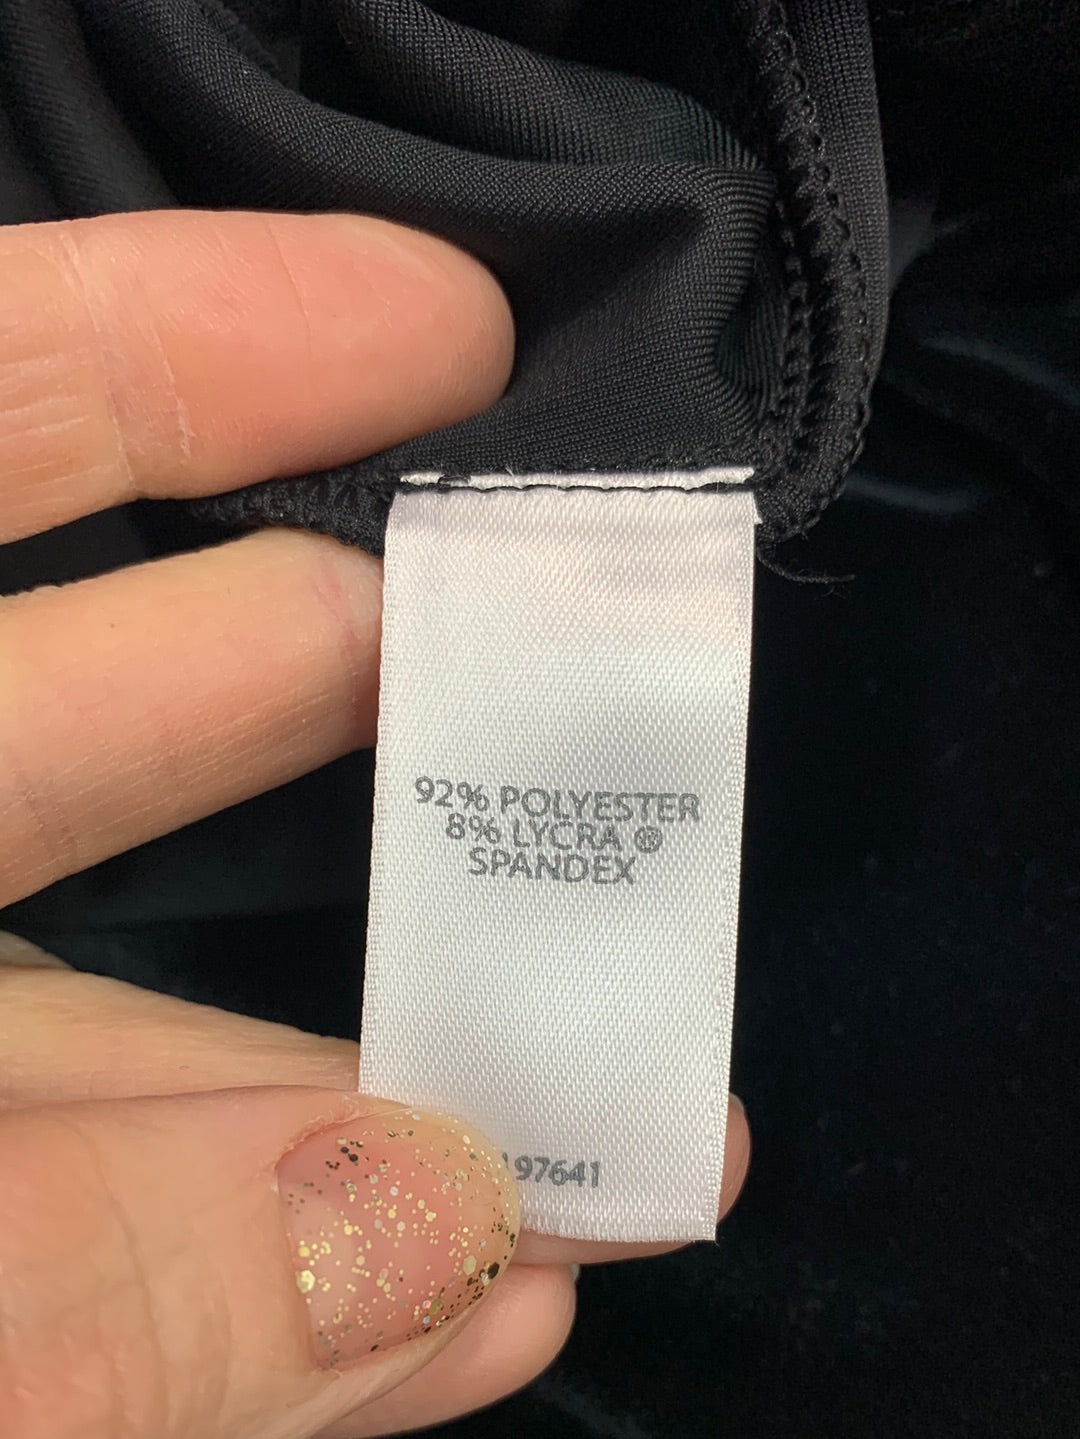 92% POLYESTER
8% LYCRA ®
SPANDEX
97641